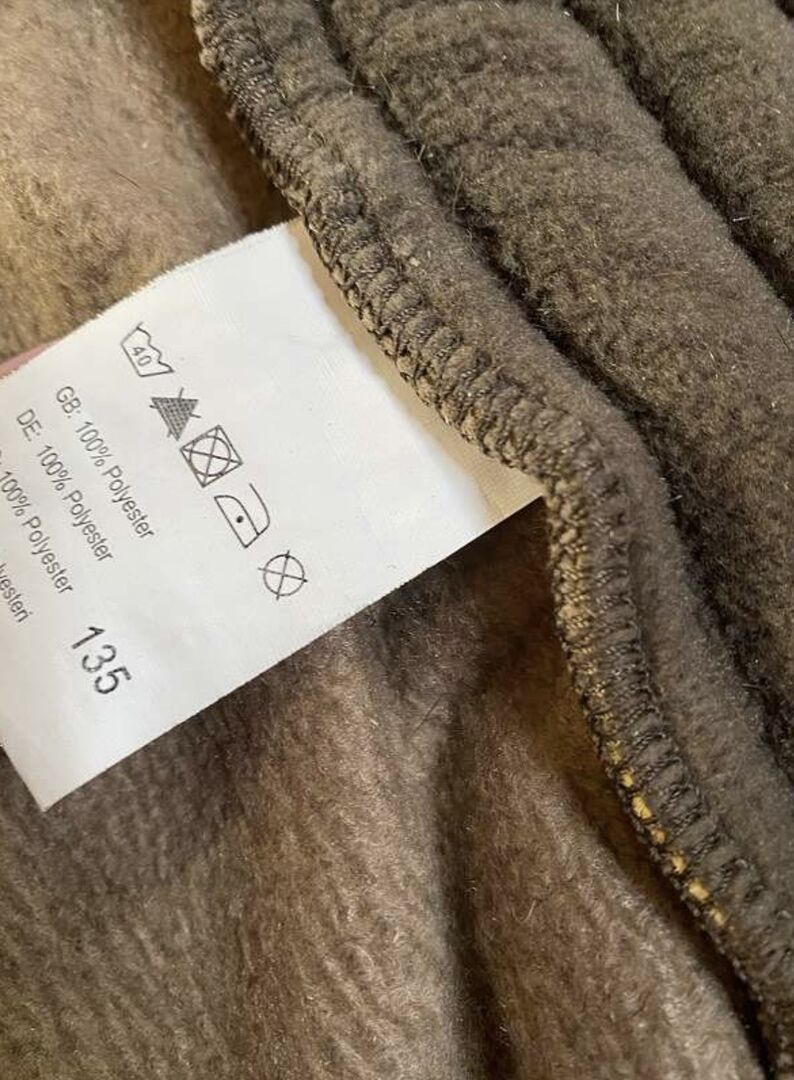 40
GB: 100% Polyester
DE: 100% Polyester
100% Polyester
135